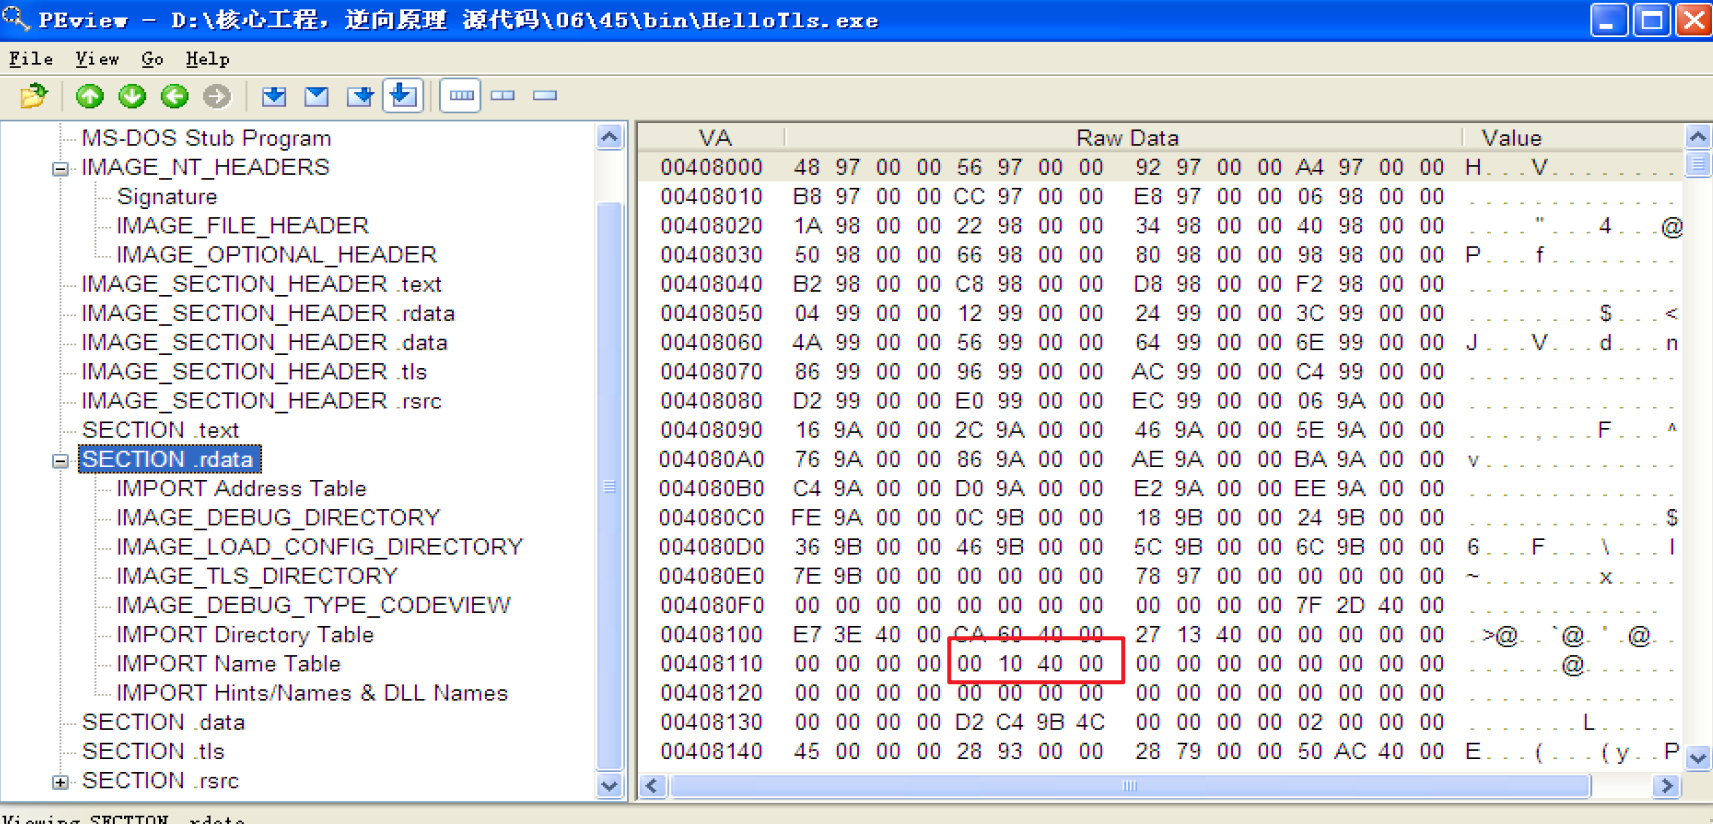 PEview - D:\核心工程,逆向原理 源代码\06\45\bin\HelloTls.exe
File View Go Help
MS-DOS Stub Program
IMAGE_NT_HEADERS
Signature
IMAGE_FILE_HEADER
IMAGE_OPTIONAL_HEADER
IMAGE_SECTION_HEADER .text
IMAGE_SECTION_HEADER .rdata
IMAGE_SECTION_HEADER .data
IMAGE_SECTION_HEADER .tls
IMAGE_SECTION_HEADER .rsrc
SECTION .text
SECTION .rdata
IMPORT Address Table
IMAGE_DEBUG_DIRECTORY
IMAGE_LOAD_CONFIG_DIRECTORY
IMAGE_TLS_DIRECTORY
IMAGE_DEBUG_TYPE_CODEVIEW
IMPORT Directory Table
IMPORT Name Table
IMPORT Hints/Names & DLL Names
SECTION .data
SECTION .tls
SECTION .rsrc
VA Raw Data Value
00408000 48 97 00 00 56 97 00 00 92 97 00 00 A4 97 00 00 H...V.........
00408010 B8 97 00 00 CC 97 00 00 E8 97 00 00 06 98 00 00 ..............
00408020 1A 98 00 00 22 98 00 00 34 98 00 00 40 98 00 00 ...."...4...@
00408030 50 98 00 00 66 98 00 00 80 98 00 00 98 98 00 00 P...f.........
00408040 B2 98 00 00 C8 98 00 00 D8 98 00 00 F2 98 00 00 ..............
00408050 04 99 00 00 12 99 00 00 24 99 00 00 3C 99 00 00 ........$...<
00408060 4A 99 00 00 56 99 00 00 64 99 00 00 6E 99 00 00 J...V...d...n
00408070 86 99 00 00 96 99 00 00 AC 99 00 00 C4 99 00 00 ..............
00408080 D2 99 00 00 E0 99 00 00 EC 99 00 00 06 9A 00 00 ..............
00408090 16 9A 00 00 2C 9A 00 00 46 9A 00 00 5E 9A 00 00 ....,...F...^
004080A0 76 9A 00 00 86 9A 00 00 AE 9A 00 00 BA 9A 00 00 v.............
004080B0 C4 9A 00 00 D0 9A 00 00 E2 9A 00 00 EE 9A 00 00 ..............
004080C0 FE 9A 00 00 0C 9B 00 00 18 9B 00 00 24 9B 00 00 ............$
004080D0 36 9B 00 00 46 9B 00 00 5C 9B 00 00 6C 9B 00 00 6...F...\...l
004080E0 7E 9B 00 00 00 00 00 00 78 97 00 00 00 00 00 00 ~.......x....
004080F0 00 00 00 00 00 00 00 00 00 00 00 00 7F 2D 40 00 .............
00408100 E7 3E 40 00 CA 60 40 00 27 13 40 00 00 00 00 00 .>@..`@.'.@..
00408110 00 00 00 00 00 10 40 00 00 00 00 00 00 00 00 00 ......@.......
00408120 00 00 00 00 00 00 00 00 00 00 00 00 00 00 00 00 ..............
00408130 00 00 00 00 D2 C4 9B 4C 00 00 00 00 02 00 00 00 .......L.....
00408140 45 00 00 00 28 93 00 00 28 79 00 00 50 AC 40 00 E...(...(y..P
Viewing SECTION .rdata